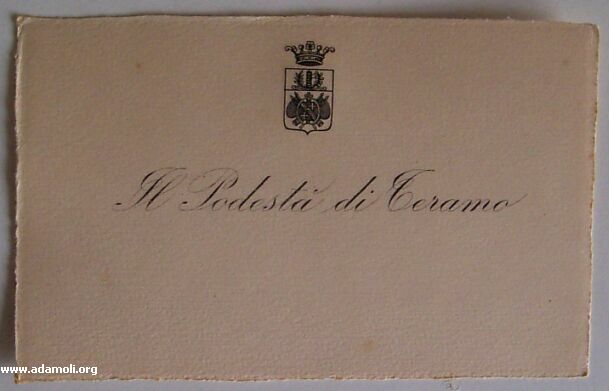 Il Podestà di Teramo
www.adamoli.org